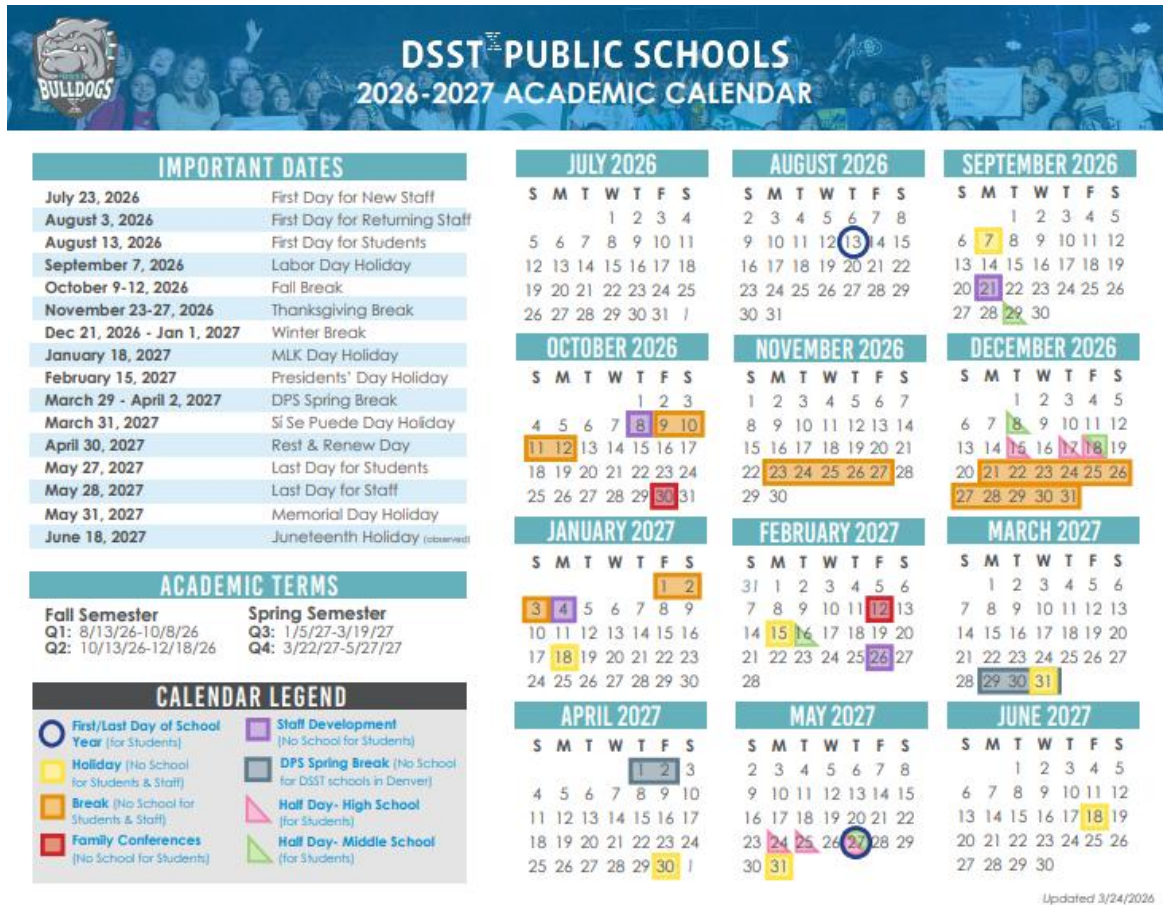 DSST PUBLIC SCHOOLS
2026-2027 ACADEMIC CALENDAR
BULLDOGS
IMPORTANT DATES
July 23, 2026 First Day for New Staff
August 3, 2026 First Day for Returning Staff
August 13, 2026 First Day for Students
September 7, 2026 Labor Day Holiday
October 9-12, 2026 Fall Break
November 23-27, 2026 Thanksgiving Break
Dec 21, 2026 - Jan 1, 2027 Winter Break
January 18, 2027 MLK Day Holiday
February 15, 2027 Presidents' Day Holiday
March 29 - April 2, 2027 DPS Spring Break
March 31, 2027 Sí Se Puede Day Holiday
April 30, 2027 Rest & Renew Day
May 27, 2027 Last Day for Students
May 28, 2027 Last Day for Staff
May 31, 2027 Memorial Day Holiday
June 18, 2027 Juneteenth Holiday (observed)
ACADEMIC TERMS
Fall Semester
Q1: 8/13/26-10/8/26
Q2: 10/13/26-12/18/26
Spring Semester
Q3: 1/5/27-3/19/27
Q4: 3/22/27-5/27/27
CALENDAR LEGEND
First/Last Day of School
Year (for Students)
Holiday (No School
for Students & Staff)
Break (No School for
Students & Staff)
Family Conferences
(No School for Students)
Staff Development
(No School for Students)
DPS Spring Break (No School
for DSST schools in Denver)
Half Day- High School
(for Students)
Half Day- Middle School
(for Students)
JULY 2026
S M T W T F S
1 2 3 4
5 6 7 8 9 10 11
12 13 14 15 16 17 18
19 20 21 22 23 24 25
26 27 28 29 30 31 1
AUGUST 2026
S M T W T F S
2 3 4 5 6 7 8
9 10 11 12 13 14 15
16 17 18 19 20 21 22
23 24 25 26 27 28 29
30 31
SEPTEMBER 2026
S M T W T F S
1 2 3 4 5
6 7 8 9 10 11 12
13 14 15 16 17 18 19
20 21 22 23 24 25 26
27 28 29 30
OCTOBER 2026
S M T W T F S
1 2 3
4 5 6 7 8 9 10
11 12 13 14 15 16 17
18 19 20 21 22 23 24
25 26 27 28 29 30 31
NOVEMBER 2026
S M T W T F S
1 2 3 4 5 6 7
8 9 10 11 12 13 14
15 16 17 18 19 20 21
22 23 24 25 26 27 28
29 30
DECEMBER 2026
S M T W T F S
1 2 3 4 5
6 7 8 9 10 11 12
13 14 15 16 17 18 19
20 21 22 23 24 25 26
27 28 29 30 31
JANUARY 2027
S M T W T F S
1 2
3 4 5 6 7 8 9
10 11 12 13 14 15 16
17 18 19 20 21 22 23
24 25 26 27 28 29 30
FEBRUARY 2027
S M T W T F S
31 1 2 3 4 5 6
7 8 9 10 11 12 13
14 15 16 17 18 19 20
21 22 23 24 25 26 27
28
MARCH 2027
S M T W T F S
1 2 3 4 5 6
7 8 9 10 11 12 13
14 15 16 17 18 19 20
21 22 23 24 25 26 27
28 29 30 31
APRIL 2027
S M T W T F S
1 2 3
4 5 6 7 8 9 10
11 12 13 14 15 16 17
18 19 20 21 22 23 24
25 26 27 28 29 30 1
MAY 2027
S M T W T F S
2 3 4 5 6 7 8
9 10 11 12 13 14 15
16 17 18 19 20 21 22
23 24 25 26 27 28 29
30 31
JUNE 2027
S M T W T F S
1 2 3 4 5
6 7 8 9 10 11 12
13 14 15 16 17 18 19
20 21 22 23 24 25 26
27 28 29 30
Updated 3/24/2026